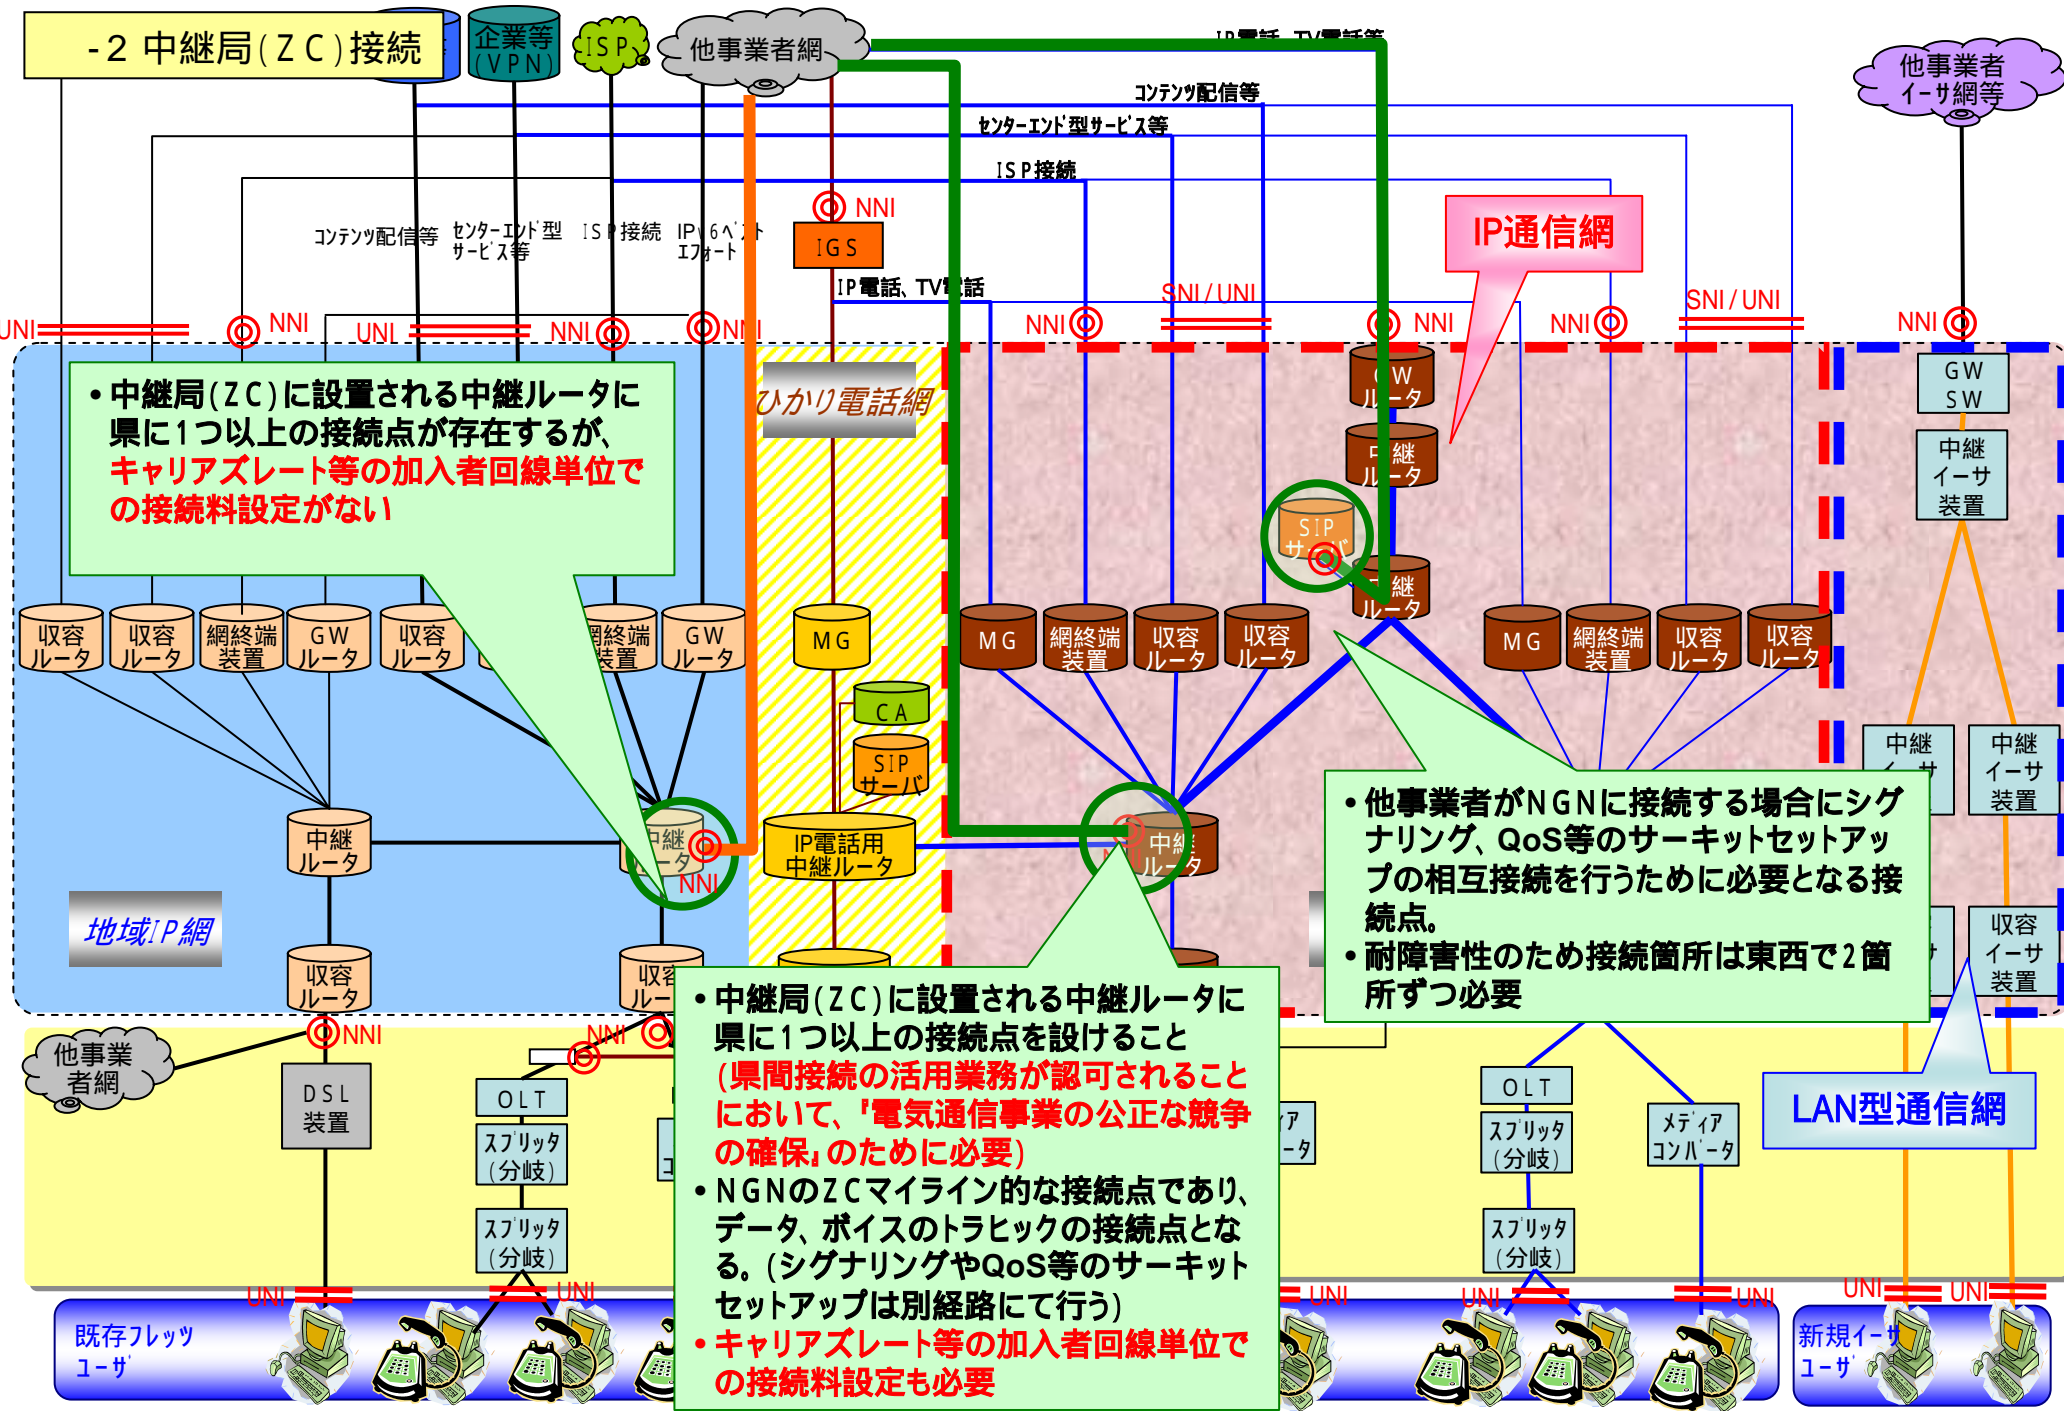 -2 中継局(ZC)接続
企業等
(VPN)
ISP
他事業者網
他事業者
イーサ網等
コンテンツ配信等
センターエンド型サービス等
ISP接続
NNI
IGS
IP通信網
コンテンツ配信等
センターエンド型
サービス等
ISP接続
エフォート
IP電話、TV電話
UNI
NNI
UNI
NNI
NNI
NNI
SNI/UNI
NNI
NNI
SNI/UNI
NNI
・中継局(ZC)に設置される中継ルータに
県に1つ以上の接続点が存在するが、
キャリアズレート等の加入者回線単位で
の接続料設定がない
ひかり電話網
GW
ルータ
中継
ルータ
SIP
サーバ
中継
ルータ
GW
SW
中継
イーサ
装置
収容
ルータ
収容
ルータ
網終端
装置
GW
ルータ
収容
ルータ
網終端
装置
GW
ルータ
MG
MG
網終端
装置
収容
ルータ
収容
ルータ
MG
網終端
装置
収容
ルータ
収容
ルータ
CA
SIP
サーバ
中継
ルータ
中継
ルータ
NNI
IP電話用
中継ルータ
中継
ルータ
中継
イーサ
中継
イーサ
装置
収容
イーサ
装置
地域IP網
収容
ルータ
・他事業者がNGNに接続する場合にシグ
ナリング、QoS等のサーキットセットアッ
プの相互接続を行うために必要となる接
続点。
・耐障害性のため接続箇所は東西で2箇
所ずつ必要
・中継局(ZC)に設置される中継ルータに
県に1つ以上の接続点を設けること
(県間接続の活用業務が認可されること
において、『電気通信事業の公正な競争
の確保』のために必要)
・NGNのZCマイライン的な接続点であり、
データ、ボイスのトラヒックの接続点とな
る。(シグナリングやQoS等のサーキット
セットアップは別経路にて行う)
・キャリアズレート等の加入者回線単位で
の接続料設定も必要
他事業
者網
NNI
NNI
DSL
装置
OLT
スプリッタ
(分岐)
スプリッタ
(分岐)
OLT
スプリッタ
(分岐)
スプリッタ
(分岐)
メディア
コンバータ
LAN型通信網
UNI
UNI
UNI
UNI
UNI
UNI
UNI
既存フレッツ
ユーザ
新規イーサ
ユーザ